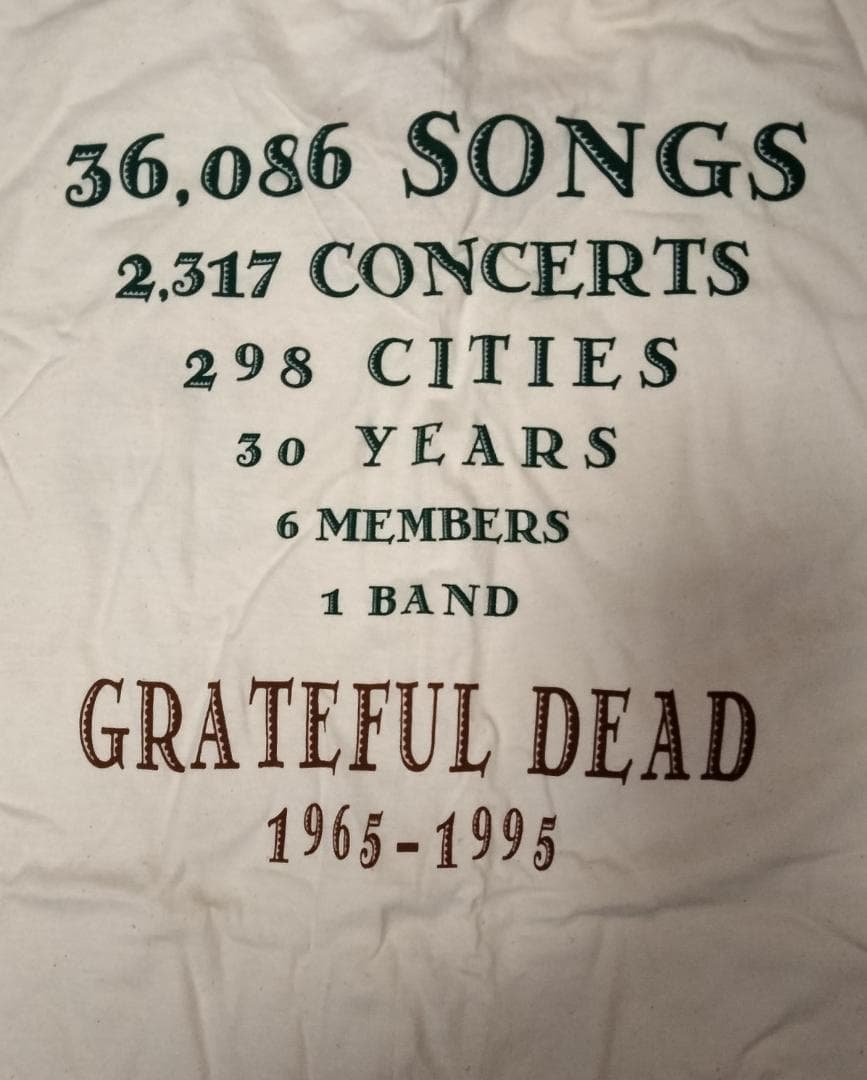 36,086 SONGS
2,317 CONCERTS
298 CITIES
30 YEARS
6 MEMBERS
1 BAND
GRATEFUL DEAD
1965-1995